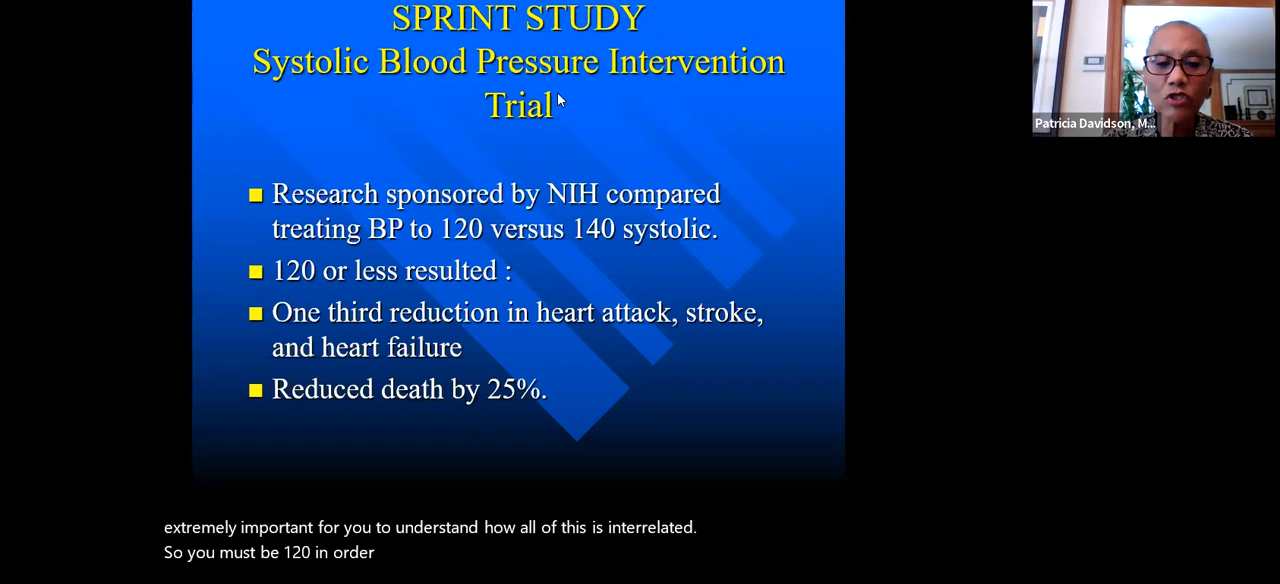 SPRINT STUDY
Systolic Blood Pressure Intervention
Trial
Patricia Davidson, M...
Research sponsored by NIH compared
treating BP to 120 versus 140 systolic.
120 or less resulted :
One third reduction in heart attack, stroke,
and heart failure
Reduced death by 25%.
extremely important for you to understand how all of this is interrelated.
So you must be 120 in order